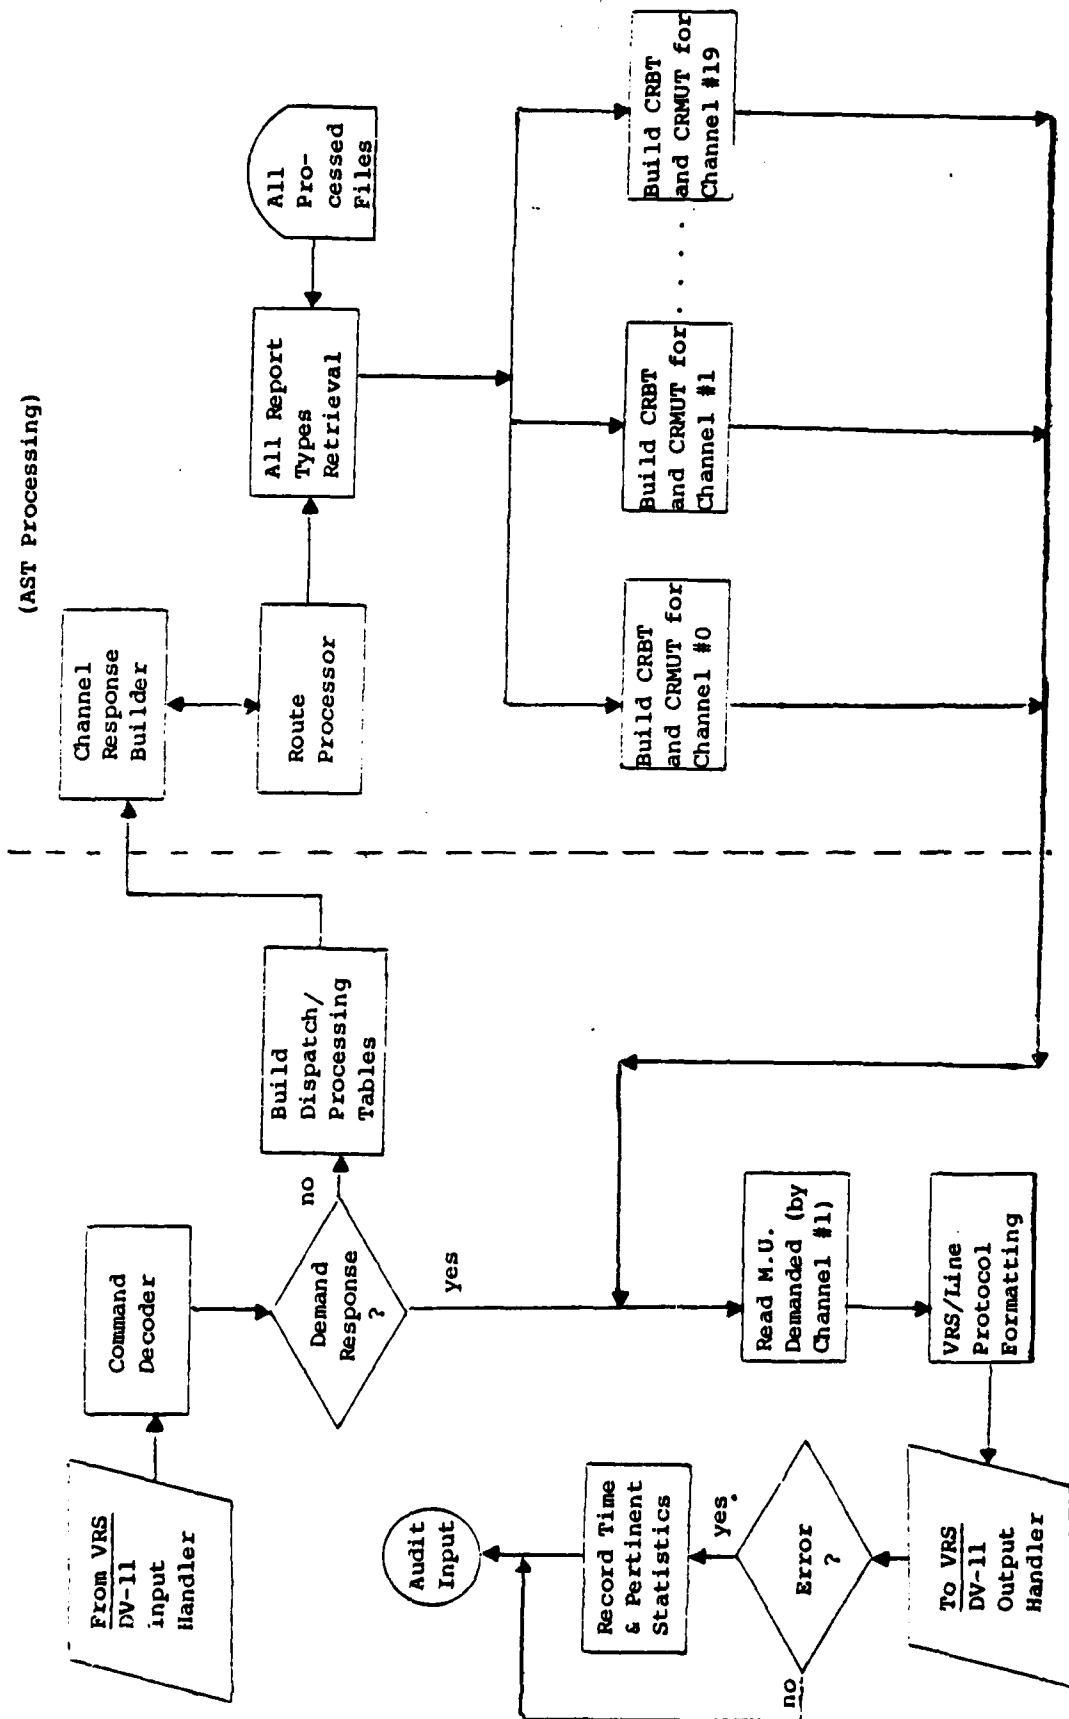 (AST Processing)
From VRS
DV-11
input
Handler
Command
Decoder
Demand
Response
?
no
yes
Build
Dispatch/
Processing
Tables
Channel
Response
Builder
Route
Processor
All Report
Types
Retrieval
All
Pro-
cessed
Files
Build CRBT
and CRMUT for
Channel #0
Build CRBT
and CRMUT for
Channel #1
. . . . .
Build CRBT
and CRMUT for
Channel #19
Read M.U.
Demanded (by
Channel #1)
VRS/Line
Protocol
Formatting
To VRS
DV-11
Output
Handler
Error
?
no
yes.
Record Time
& Pertinent
Statistics
Audit
Input